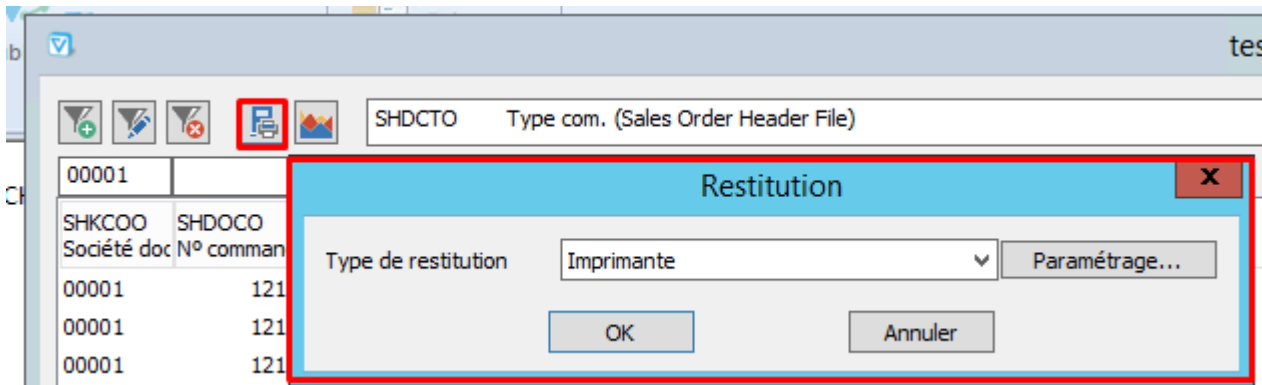 b
tes
SHDCTO Type com. (Sales Order Header File)
00001
Restitution
x
SHKCOO SHDOCO
Société doc Nº comman
Type de restitution Imprimante Paramétrage...
00001 121
00001 121
OK Annuler
00001 121